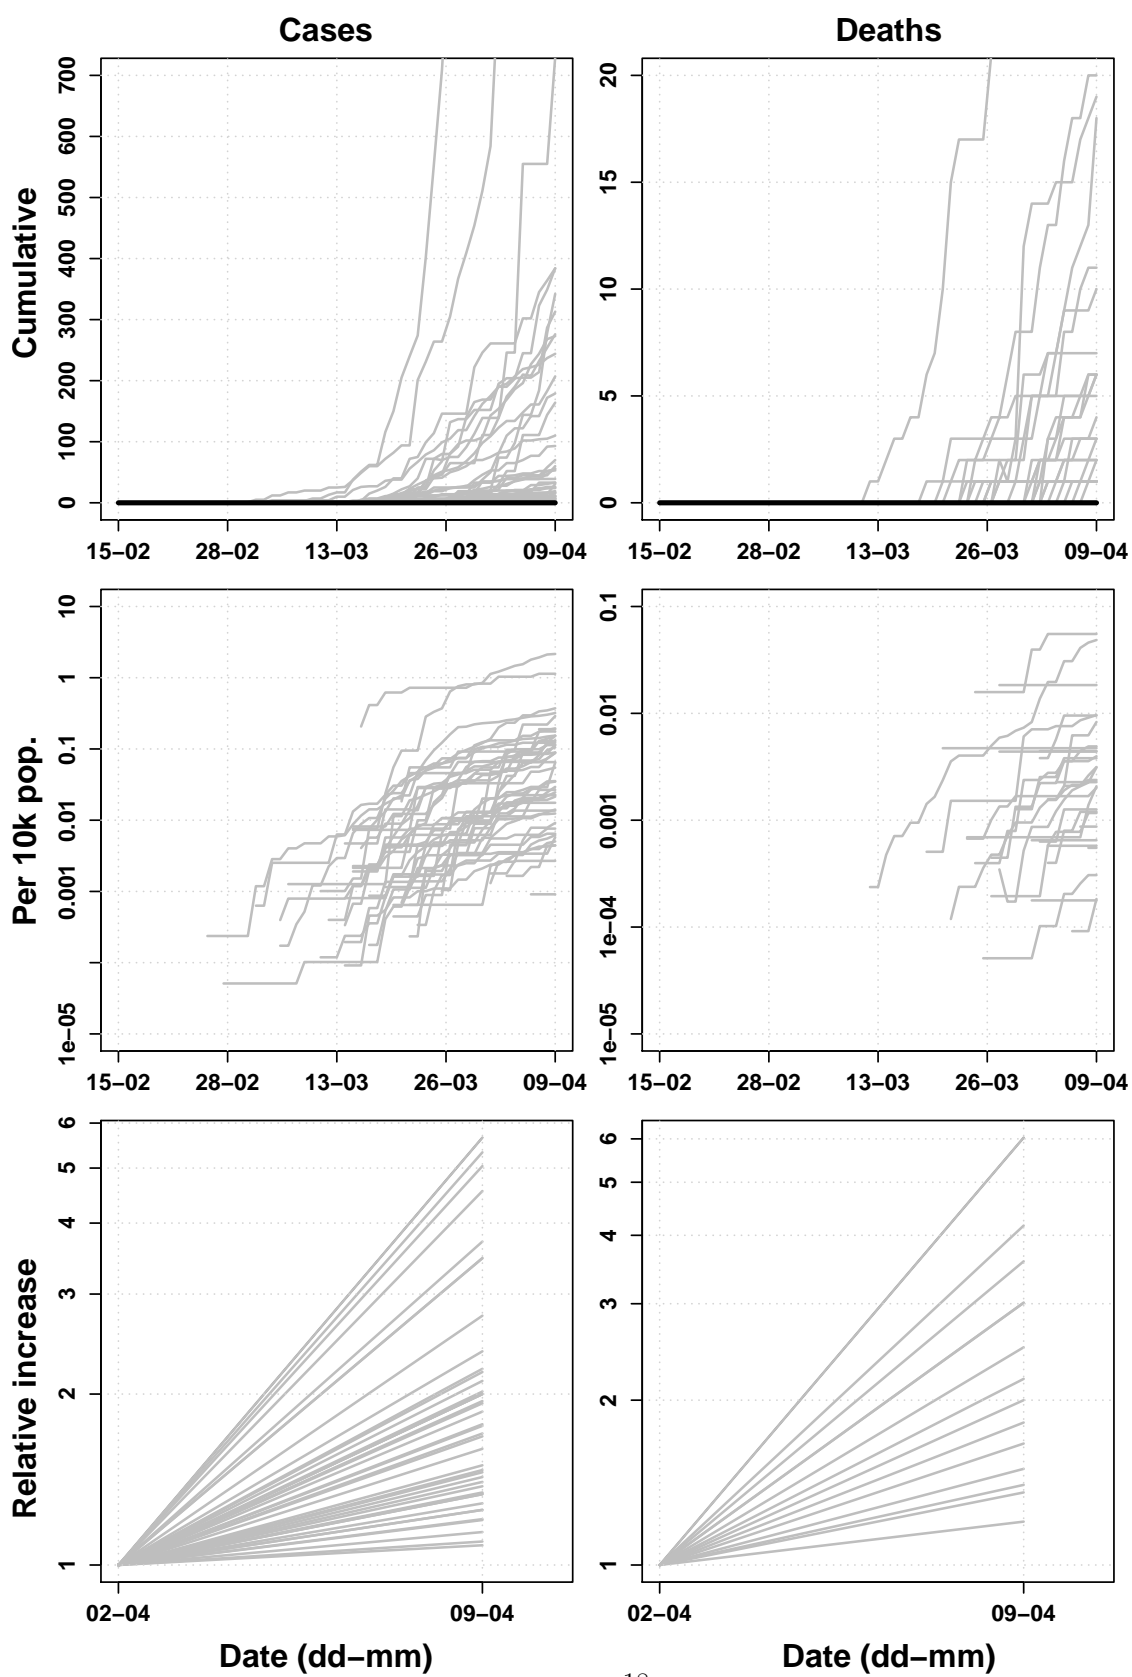 Cases Deaths
Cumulative
700
600
500
400
300
200
100
0
20
15
10
5
0
15−02 28−02 13−03 26−03 09−04
15−02 28−02 13−03 26−03 09−04
Per 10k pop.
10
1
0.1
0.01
0.001
1e−05
0.1
0.01
0.001
1e−04
1e−05
15−02 28−02 13−03 26−03 09−04
15−02 28−02 13−03 26−03 09−04
Relative increase
6
5
4
3
2
1
6
5
4
3
2
1
02−04 09−04
02−04 09−04
Date (dd−mm) Date (dd−mm)